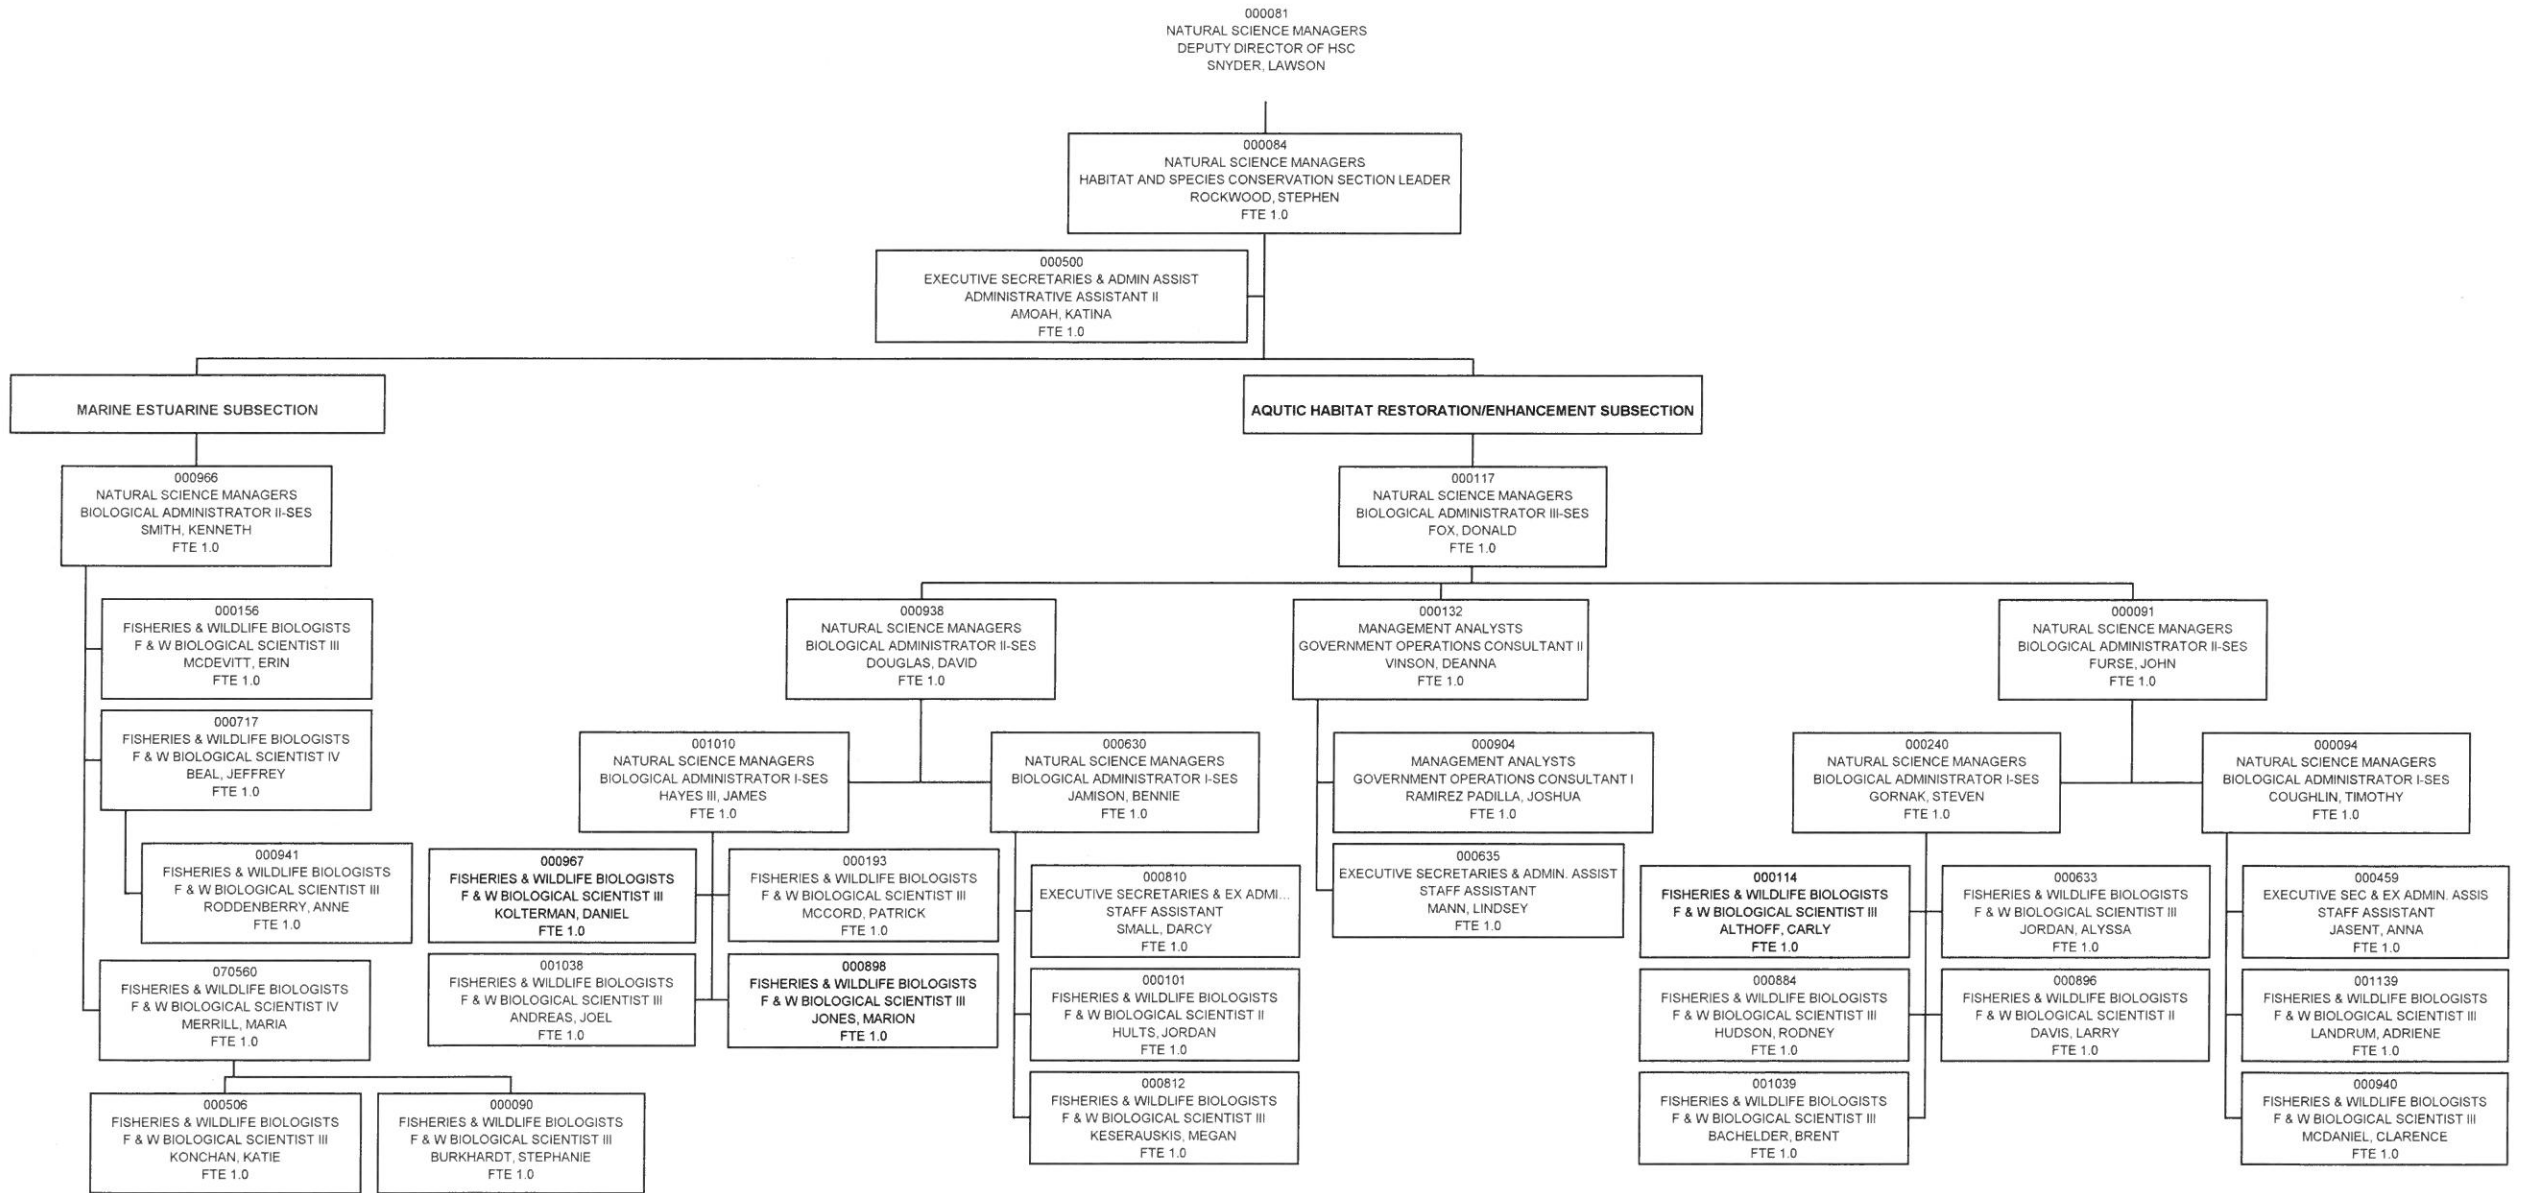 000081
NATURAL SCIENCE MANAGERS
DEPUTY DIRECTOR OF HSC
SNYDER, LAWSON
000084
NATURAL SCIENCE MANAGERS
HABITAT AND SPECIES CONSERVATION SECTION LEADER
ROCKWOOD, STEPHEN
FTE 1.0
000500
EXECUTIVE SECRETARIES & ADMIN ASSIST
ADMINISTRATIVE ASSISTANT II
AMOAH, KATINA
FTE 1.0
MARINE ESTUARINE SUBSECTION
AQUTIC HABITAT RESTORATION/ENHANCEMENT SUBSECTION
000966
NATURAL SCIENCE MANAGERS
BIOLOGICAL ADMINISTRATOR II-SES
SMITH, KENNETH
FTE 1.0
000117
NATURAL SCIENCE MANAGERS
BIOLOGICAL ADMINISTRATOR III-SES
FOX, DONALD
FTE 1.0
000156
FISHERIES & WILDLIFE BIOLOGISTS
F & W BIOLOGICAL SCIENTIST III
MCDEVITT, ERIN
FTE 1.0
000717
FISHERIES & WILDLIFE BIOLOGISTS
F & W BIOLOGICAL SCIENTIST IV
BEAL, JEFFREY
FTE 1.0
000941
FISHERIES & WILDLIFE BIOLOGISTS
F & W BIOLOGICAL SCIENTIST III
RODDENBERRY, ANNE
FTE 1.0
070560
FISHERIES & WILDLIFE BIOLOGISTS
F & W BIOLOGICAL SCIENTIST IV
MERRILL, MARIA
FTE 1.0
000506
FISHERIES & WILDLIFE BIOLOGISTS
F & W BIOLOGICAL SCIENTIST III
KONCHAN, KATIE
FTE 1.0
000090
FISHERIES & WILDLIFE BIOLOGISTS
F & W BIOLOGICAL SCIENTIST III
BURKHARDT, STEPHANIE
FTE 1.0
000938
NATURAL SCIENCE MANAGERS
BIOLOGICAL ADMINISTRATOR II-SES
DOUGLAS, DAVID
FTE 1.0
001010
NATURAL SCIENCE MANAGERS
BIOLOGICAL ADMINISTRATOR I-SES
HAYES III, JAMES
FTE 1.0
000967
FISHERIES & WILDLIFE BIOLOGISTS
F & W BIOLOGICAL SCIENTIST III
KOLTERMAN, DANIEL
FTE 1.0
000193
FISHERIES & WILDLIFE BIOLOGISTS
F & W BIOLOGICAL SCIENTIST III
MCCORD, PATRICK
FTE 1.0
001038
FISHERIES & WILDLIFE BIOLOGISTS
F & W BIOLOGICAL SCIENTIST III
ANDREAS, JOEL
FTE 1.0
000898
FISHERIES & WILDLIFE BIOLOGISTS
F & W BIOLOGICAL SCIENTIST III
JONES, MARION
FTE 1.0
000630
NATURAL SCIENCE MANAGERS
BIOLOGICAL ADMINISTRATOR I-SES
JAMISON, BENNIE
FTE 1.0
000810
EXECUTIVE SECRETARIES & EX ADMI...
STAFF ASSISTANT
SMALL, DARCY
FTE 1.0
000101
FISHERIES & WILDLIFE BIOLOGISTS
F & W BIOLOGICAL SCIENTIST II
HULTS, JORDAN
FTE 1.0
000812
FISHERIES & WILDLIFE BIOLOGISTS
F & W BIOLOGICAL SCIENTIST III
KESERAUSKIS, MEGAN
FTE 1.0
000132
MANAGEMENT ANALYSTS
GOVERNMENT OPERATIONS CONSULTANT II
VINSON, DEANNA
FTE 1.0
000904
MANAGEMENT ANALYSTS
GOVERNMENT OPERATIONS CONSULTANT I
RAMIREZ PADILLA, JOSHUA
FTE 1.0
000635
EXECUTIVE SECRETARIES & ADMIN. ASSIST
STAFF ASSISTANT
MANN, LINDSEY
FTE 1.0
000091
NATURAL SCIENCE MANAGERS
BIOLOGICAL ADMINISTRATOR II-SES
FURSE, JOHN
FTE 1.0
000240
NATURAL SCIENCE MANAGERS
BIOLOGICAL ADMINISTRATOR I-SES
GORNAK, STEVEN
FTE 1.0
000114
FISHERIES & WILDLIFE BIOLOGISTS
F & W BIOLOGICAL SCIENTIST III
ALTHOFF, CARLY
FTE 1.0
000633
FISHERIES & WILDLIFE BIOLOGISTS
F & W BIOLOGICAL SCIENTIST III
JORDAN, ALYSSA
FTE 1.0
000884
FISHERIES & WILDLIFE BIOLOGISTS
F & W BIOLOGICAL SCIENTIST III
HUDSON, RODNEY
FTE 1.0
000896
FISHERIES & WILDLIFE BIOLOGISTS
F & W BIOLOGICAL SCIENTIST II
DAVIS, LARRY
FTE 1.0
001039
FISHERIES & WILDLIFE BIOLOGISTS
F & W BIOLOGICAL SCIENTIST III
BACHELDER, BRENT
FTE 1.0
000094
NATURAL SCIENCE MANAGERS
BIOLOGICAL ADMINISTRATOR I-SES
COUGHLIN, TIMOTHY
FTE 1.0
000459
EXECUTIVE SEC & EX ADMIN. ASSIS
STAFF ASSISTANT
JASENT, ANNA
FTE 1.0
001139
FISHERIES & WILDLIFE BIOLOGISTS
F & W BIOLOGICAL SCIENTIST III
LANDRUM, ADRIENE
FTE 1.0
000940
FISHERIES & WILDLIFE BIOLOGISTS
F & W BIOLOGICAL SCIENTIST III
MCDANIEL, CLARENCE
FTE 1.0